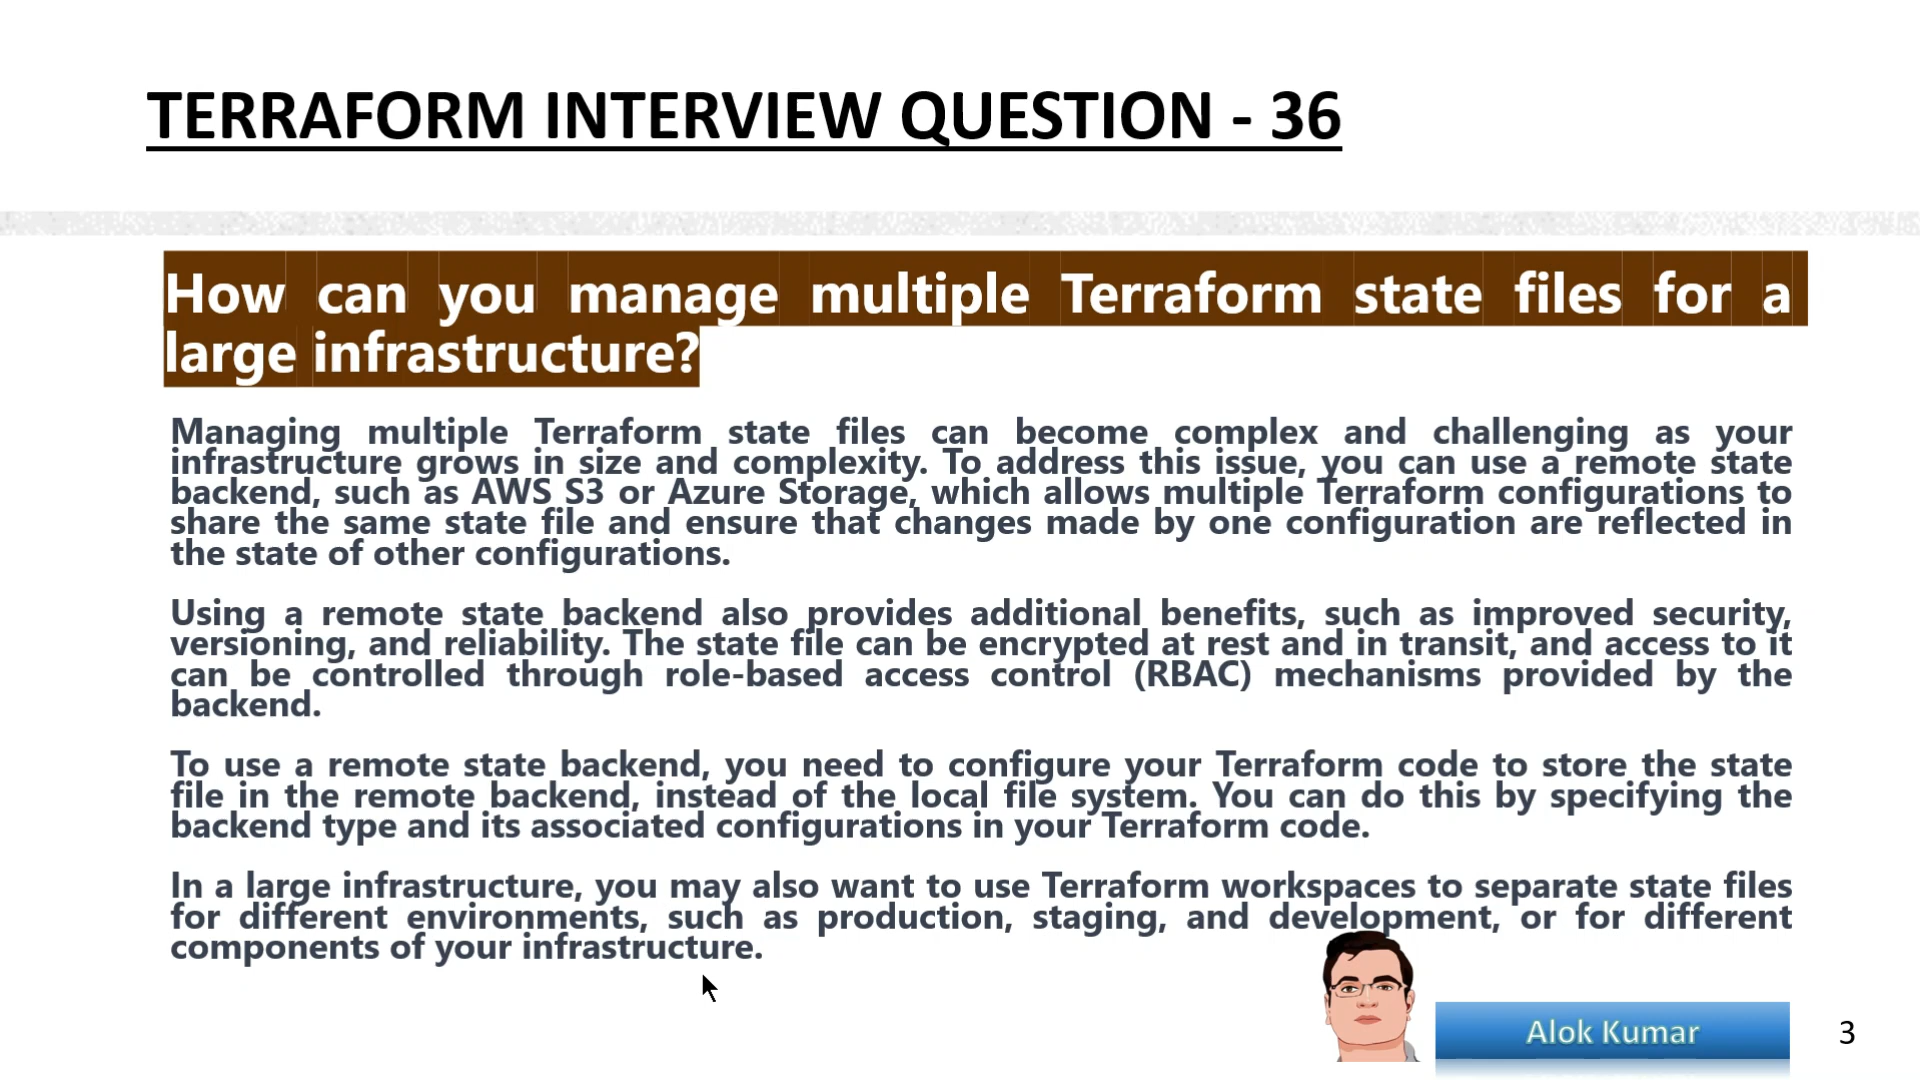 TERRAFORM INTERVIEW QUESTION - 36
How can you manage multiple Terraform state files for a
large infrastructure?
Managing multiple Terraform state files can become complex and challenging as your
infrastructure grows in size and complexity. To address this issue, you can use a remote state
backend, such as AWS S3 or Azure Storage, which allows multiple Terraform configurations to
share the same state file and ensure that changes made by one configuration are reflected in
the state of other configurations.
Using a remote state backend also provides additional benefits, such as improved security,
versioning, and reliability. The state file can be encrypted at rest and in transit, and access to it
can be controlled through role-based access control (RBAC) mechanisms provided by the
backend.
To use a remote state backend, you need to configure your Terraform code to store the state
file in the remote backend, instead of the local file system. You can do this by specifying the
backend type and its associated configurations in your Terraform code.
In a large infrastructure, you may also want to use Terraform workspaces to separate state files
for different environments, such as production, staging, and development, or for different
components of your infrastructure.
Alok Kumar
3